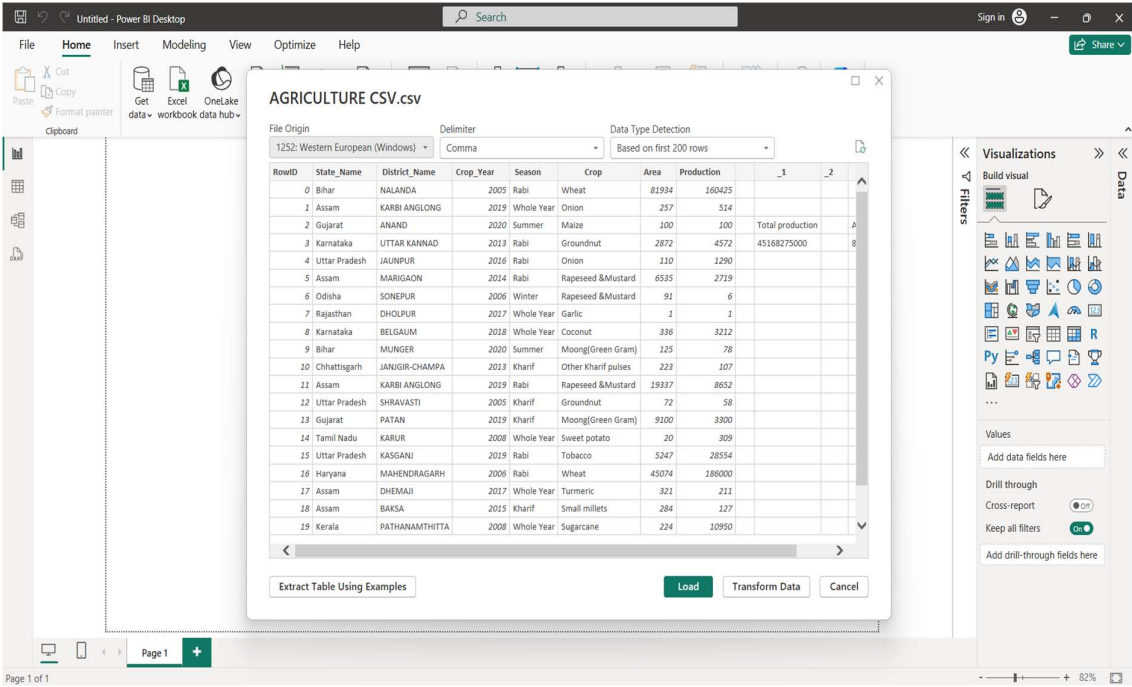 Untitled - Power BI Desktop
Search
Sign in
File Home Insert Modeling View Optimize Help
Share
Paste
Cut
Copy
Format painter
Clipboard
Get data
Excel workbook
OneLake data hub
AGRICULTURE CSV.csv
File Origin Delimiter Data Type Detection
1252: Western European (Windows) Comma Based on first 200 rows
RowID State_Name District_Name Crop_Year Season Crop Area Production _1 _2
0 Bihar NALANDA 2005 Rabi Wheat 81934 160425
1 Assam KARBI ANGLONG 2019 Whole Year Onion 257 514
2 Gujarat ANAND 2020 Summer Maize 100 100 Total production A
3 Karnataka UTTAR KANNAD 2013 Rabi Groundnut 2872 4572 45168275000 8
4 Uttar Pradesh JAUNPUR 2016 Rabi Onion 110 1290
5 Assam MARIGAON 2014 Rabi Rapeseed &Mustard 6535 2719
6 Odisha SONEPUR 2006 Winter Rapeseed &Mustard 91 6
7 Rajasthan DHOLPUR 2017 Whole Year Garlic 1 1
8 Karnataka BELGAUM 2018 Whole Year Coconut 336 3212
9 Bihar MUNGER 2020 Summer Moong(Green Gram) 125 78
10 Chhattisgarh JANJGIR-CHAMPA 2013 Kharif Other Kharif pulses 223 107
11 Assam KARBI ANGLONG 2019 Rabi Rapeseed &Mustard 19337 8652
12 Uttar Pradesh SHRAVASTI 2005 Kharif Groundnut 72 58
13 Gujarat PATAN 2019 Kharif Moong(Green Gram) 9100 3300
14 Tamil Nadu KARUR 2008 Whole Year Sweet potato 20 309
15 Uttar Pradesh KASGANJ 2019 Rabi Tobacco 5247 28554
16 Haryana MAHENDRAGARH 2006 Rabi Wheat 45074 186000
17 Assam DHEMAJI 2017 Whole Year Turmeric 321 211
18 Assam BAKSA 2015 Kharif Small millets 284 127
19 Kerala PATHANAMTHITTA 2008 Whole Year Sugarcane 224 10950
Extract Table Using Examples Load Transform Data Cancel
Filters
Visualizations
Data
Build visual
R
Py
...
Values
Add data fields here
Drill through
Cross-report Off
Keep all filters On
Add drill-through fields here
Page 1
+
Page 1 of 1
- + 82%